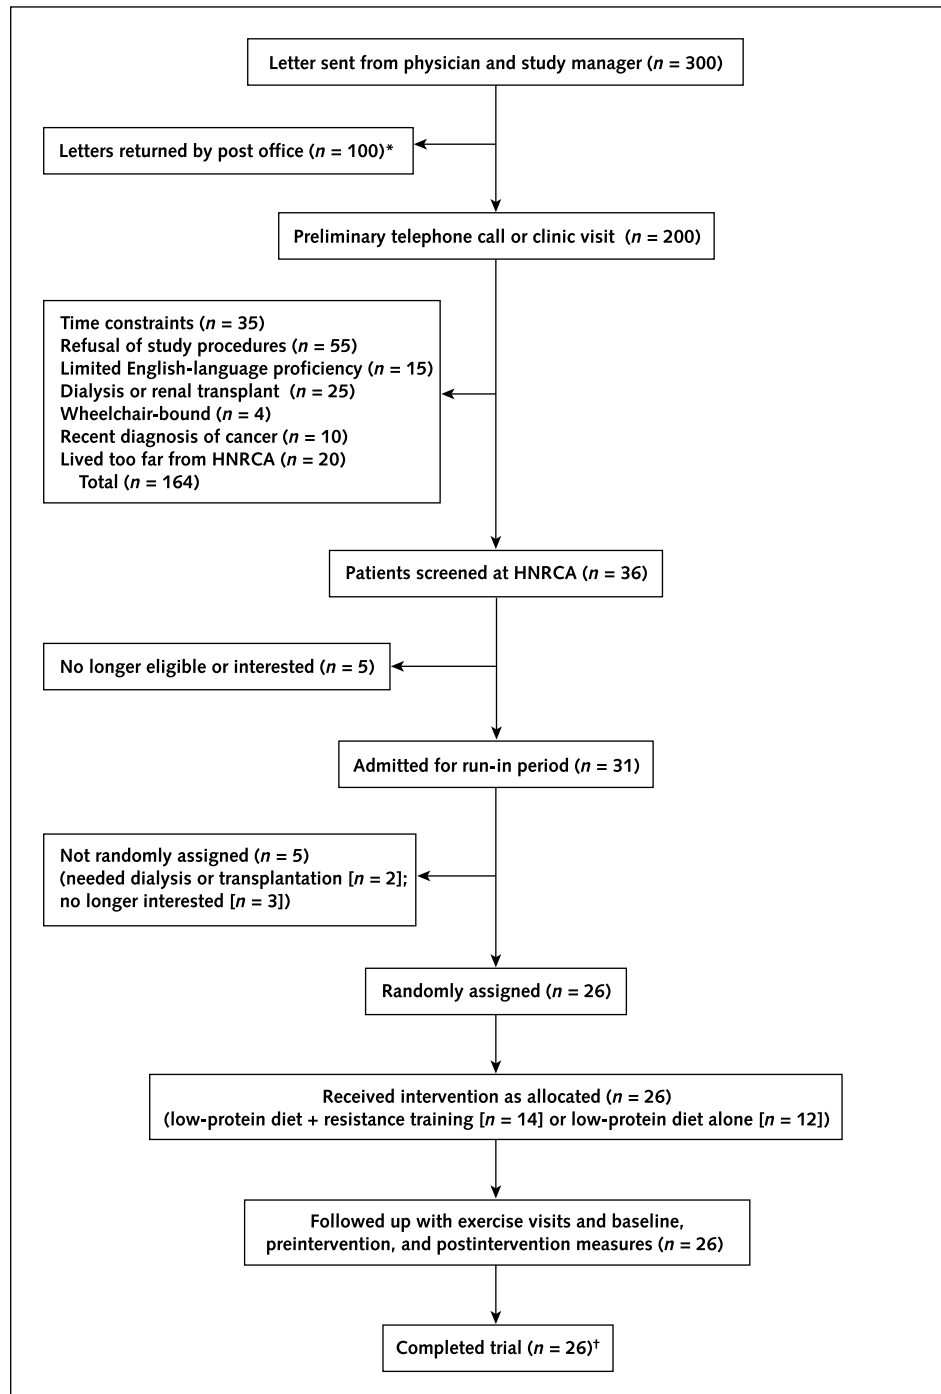 Letter sent from physician and study manager (n = 300)
Letters returned by post office (n = 100)*
Preliminary telephone call or clinic visit (n = 200)
Time constraints (n = 35)
Refusal of study procedures (n = 55)
Limited English-language proficiency (n = 15)
Dialysis or renal transplant (n = 25)
Wheelchair-bound (n = 4)
Recent diagnosis of cancer (n = 10)
Lived too far from HNRCA (n = 20)
Total (n = 164)
Patients screened at HNRCA (n = 36)
No longer eligible or interested (n = 5)
Admitted for run-in period (n = 31)
Not randomly assigned (n = 5)
(needed dialysis or transplantation [n = 2];
no longer interested [n = 3])
Randomly assigned (n = 26)
Received intervention as allocated (n = 26)
(low-protein diet + resistance training [n = 14] or low-protein diet alone [n = 12])
Followed up with exercise visits and baseline,
preintervention, and postintervention measures (n = 26)
Completed trial (n = 26)†